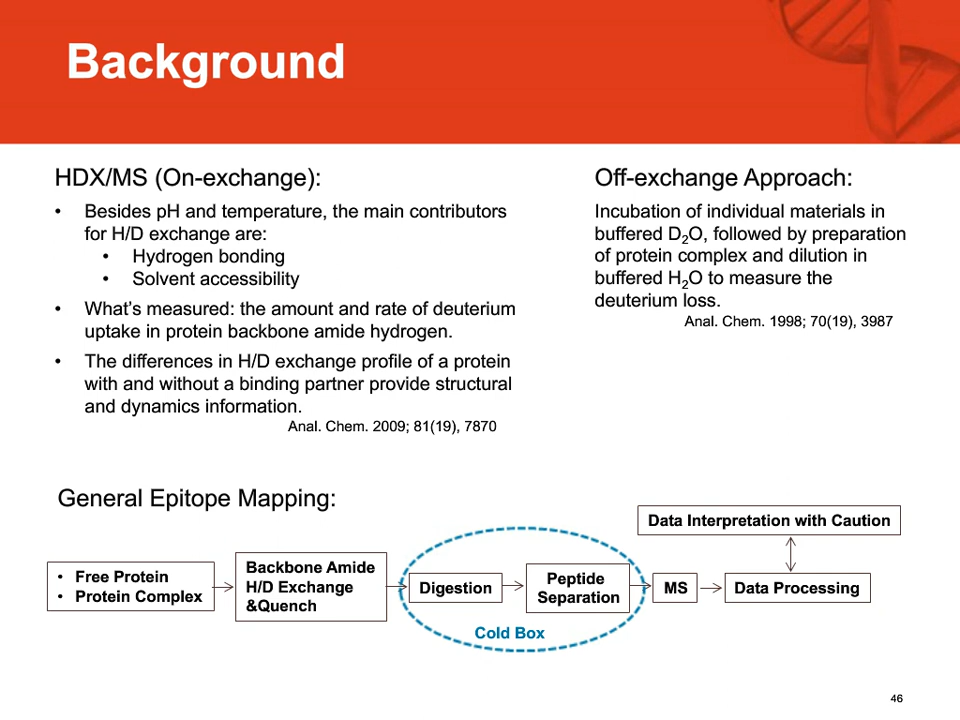 Background
HDX/MS (On-exchange):
• Besides pH and temperature, the main contributors
for H/D exchange are:
• Hydrogen bonding
• Solvent accessibility
• What’s measured: the amount and rate of deuterium
uptake in protein backbone amide hydrogen.
• The differences in H/D exchange profile of a protein
with and without a binding partner provide structural
and dynamics information.
Anal. Chem. 2009; 81(19), 7870
Off-exchange Approach:
Incubation of individual materials in
buffered D₂O, followed by preparation
of protein complex and dilution in
buffered H₂O to measure the
deuterium loss.
Anal. Chem. 1998; 70(19), 3987
General Epitope Mapping:
• Free Protein
• Protein Complex
Backbone Amide
H/D Exchange
&Quench
Digestion
Peptide
Separation
Cold Box
MS
Data Processing
Data Interpretation with Caution
46